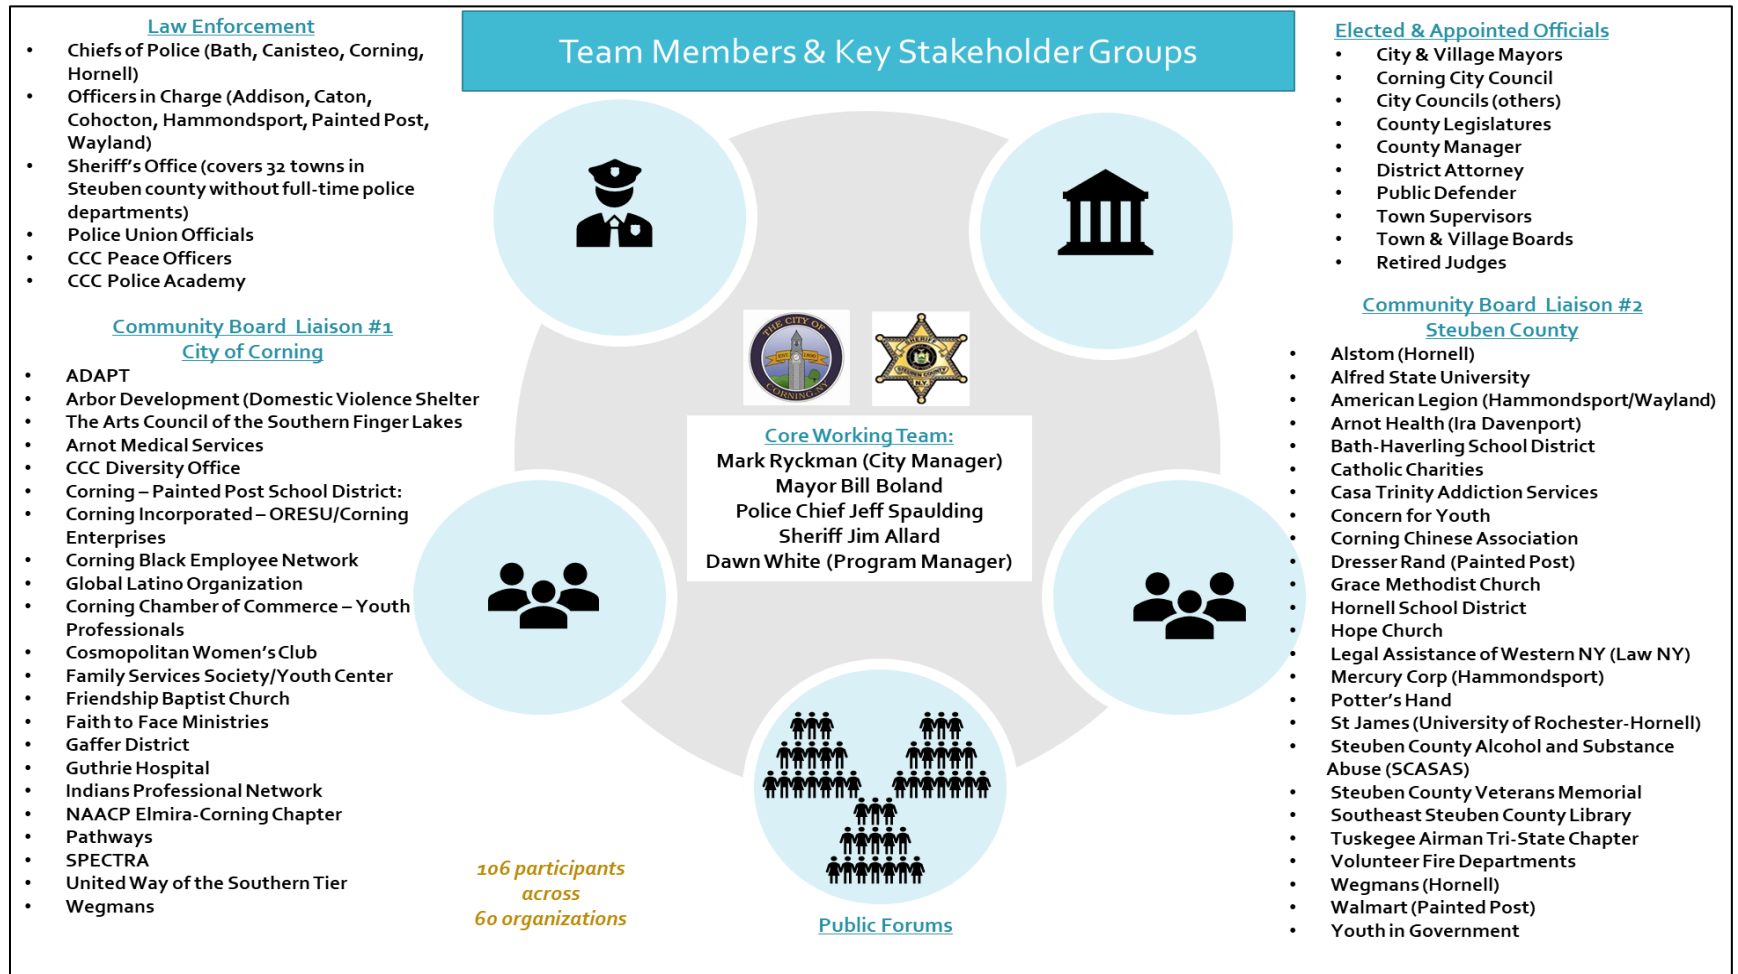 Team Members & Key Stakeholder Groups
Law Enforcement
• Chiefs of Police (Bath, Canisteo, Corning,
Hornell)
• Officers in Charge (Addison, Caton,
Cohocton, Hammondsport, Painted Post,
Wayland)
• Sheriff's Office (covers 32 towns in
Steuben county without full-time police
departments)
• Police Union Officials
• CCC Peace Officers
• CCC Police Academy
Community Board Liaison #1
City of Corning
• ADAPT
• Arbor Development (Domestic Violence Shelter
• The Arts Council of the Southern Finger Lakes
• Arnot Medical Services
• CCC Diversity Office
• Corning – Painted Post School District:
• Corning Incorporated – ORESU/Corning
Enterprises
• Corning Black Employee Network
• Global Latino Organization
• Corning Chamber of Commerce – Youth
Professionals
• Cosmopolitan Women's Club
• Family Services Society/Youth Center
• Friendship Baptist Church
• Faith to Face Ministries
• Gaffer District
• Guthrie Hospital
• Indians Professional Network
• NAACP Elmira-Corning Chapter
• Pathways
• SPECTRA
• United Way of the Southern Tier
• Wegmans
THE CITY OF
EST. 1890
CORNING, NY
SHERIFF
STEUBEN COUNTY
N.Y.
Core Working Team:
Mark Ryckman (City Manager)
Mayor Bill Boland
Police Chief Jeff Spaulding
Sheriff Jim Allard
Dawn White (Program Manager)
106 participants
across
60 organizations
Public Forums
Elected & Appointed Officials
• City & Village Mayors
• Corning City Council
• City Councils (others)
• County Legislatures
• County Manager
• District Attorney
• Public Defender
• Town Supervisors
• Town & Village Boards
• Retired Judges
Community Board Liaison #2
Steuben County
• Alstom (Hornell)
• Alfred State University
• American Legion (Hammondsport/Wayland)
• Arnot Health (Ira Davenport)
• Bath-Haverling School District
• Catholic Charities
• Casa Trinity Addiction Services
• Concern for Youth
• Corning Chinese Association
• Dresser Rand (Painted Post)
• Grace Methodist Church
• Hornell School District
• Hope Church
• Legal Assistance of Western NY (Law NY)
• Mercury Corp (Hammondsport)
• Potter's Hand
• St James (University of Rochester-Hornell)
• Steuben County Alcohol and Substance
Abuse (SCASAS)
• Steuben County Veterans Memorial
• Southeast Steuben County Library
• Tuskegee Airman Tri-State Chapter
• Volunteer Fire Departments
• Wegmans (Hornell)
• Walmart (Painted Post)
• Youth in Government